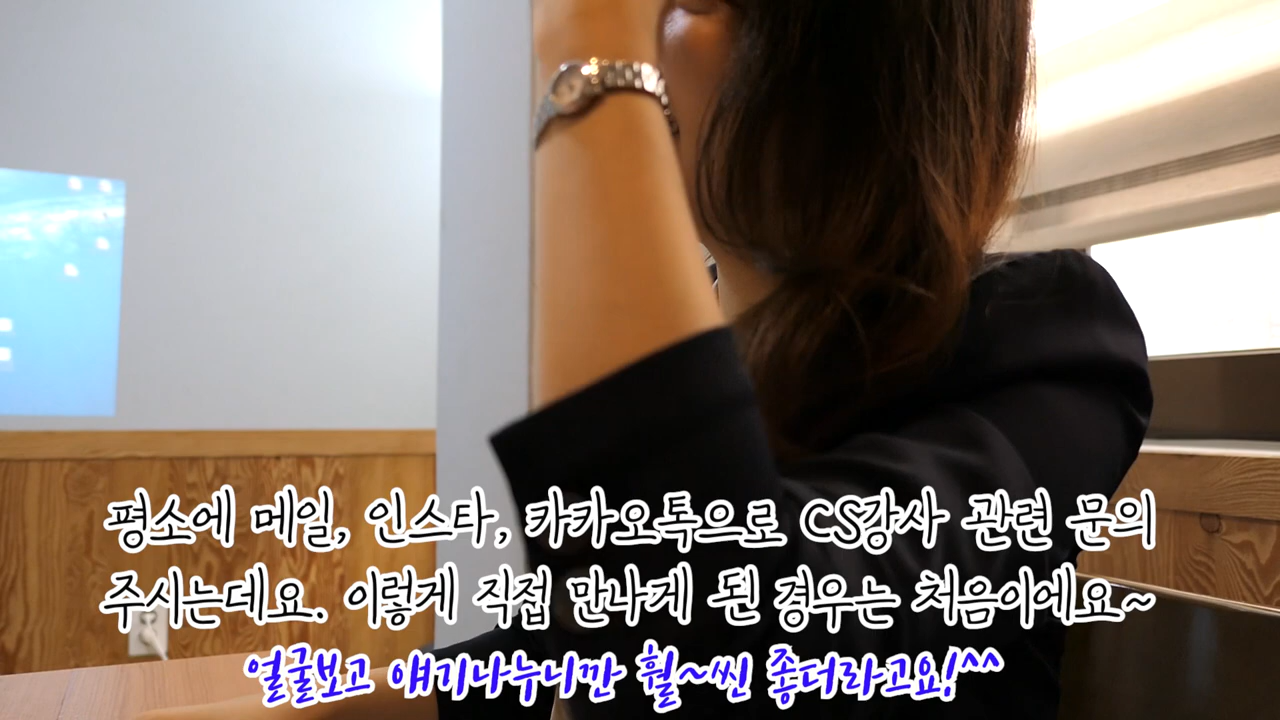 평소에 메일, 인스타, 카카오톡으로 CS강사 관련 문의
주시는데요. 이렇게 직접 만나게 된 경우는 처음이에요~
얼굴보고 얘기나누니깐 훨~씬 좋더라고요!^^